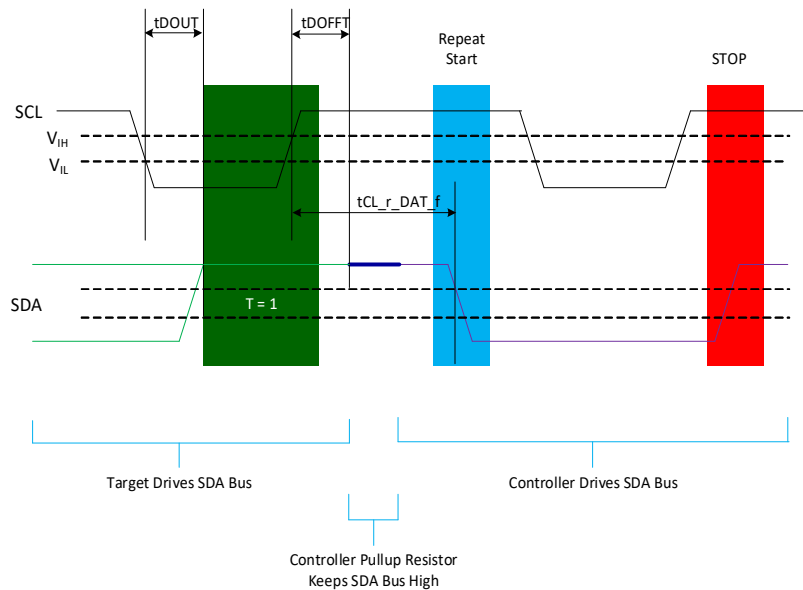 tDOUT
tDOFFT
Repeat
Start
STOP
SCL
VIH
VIL
tCL_r_DAT_f
SDA
T = 1
Target Drives SDA Bus
Controller Drives SDA Bus
Controller Pullup Resistor
Keeps SDA Bus High